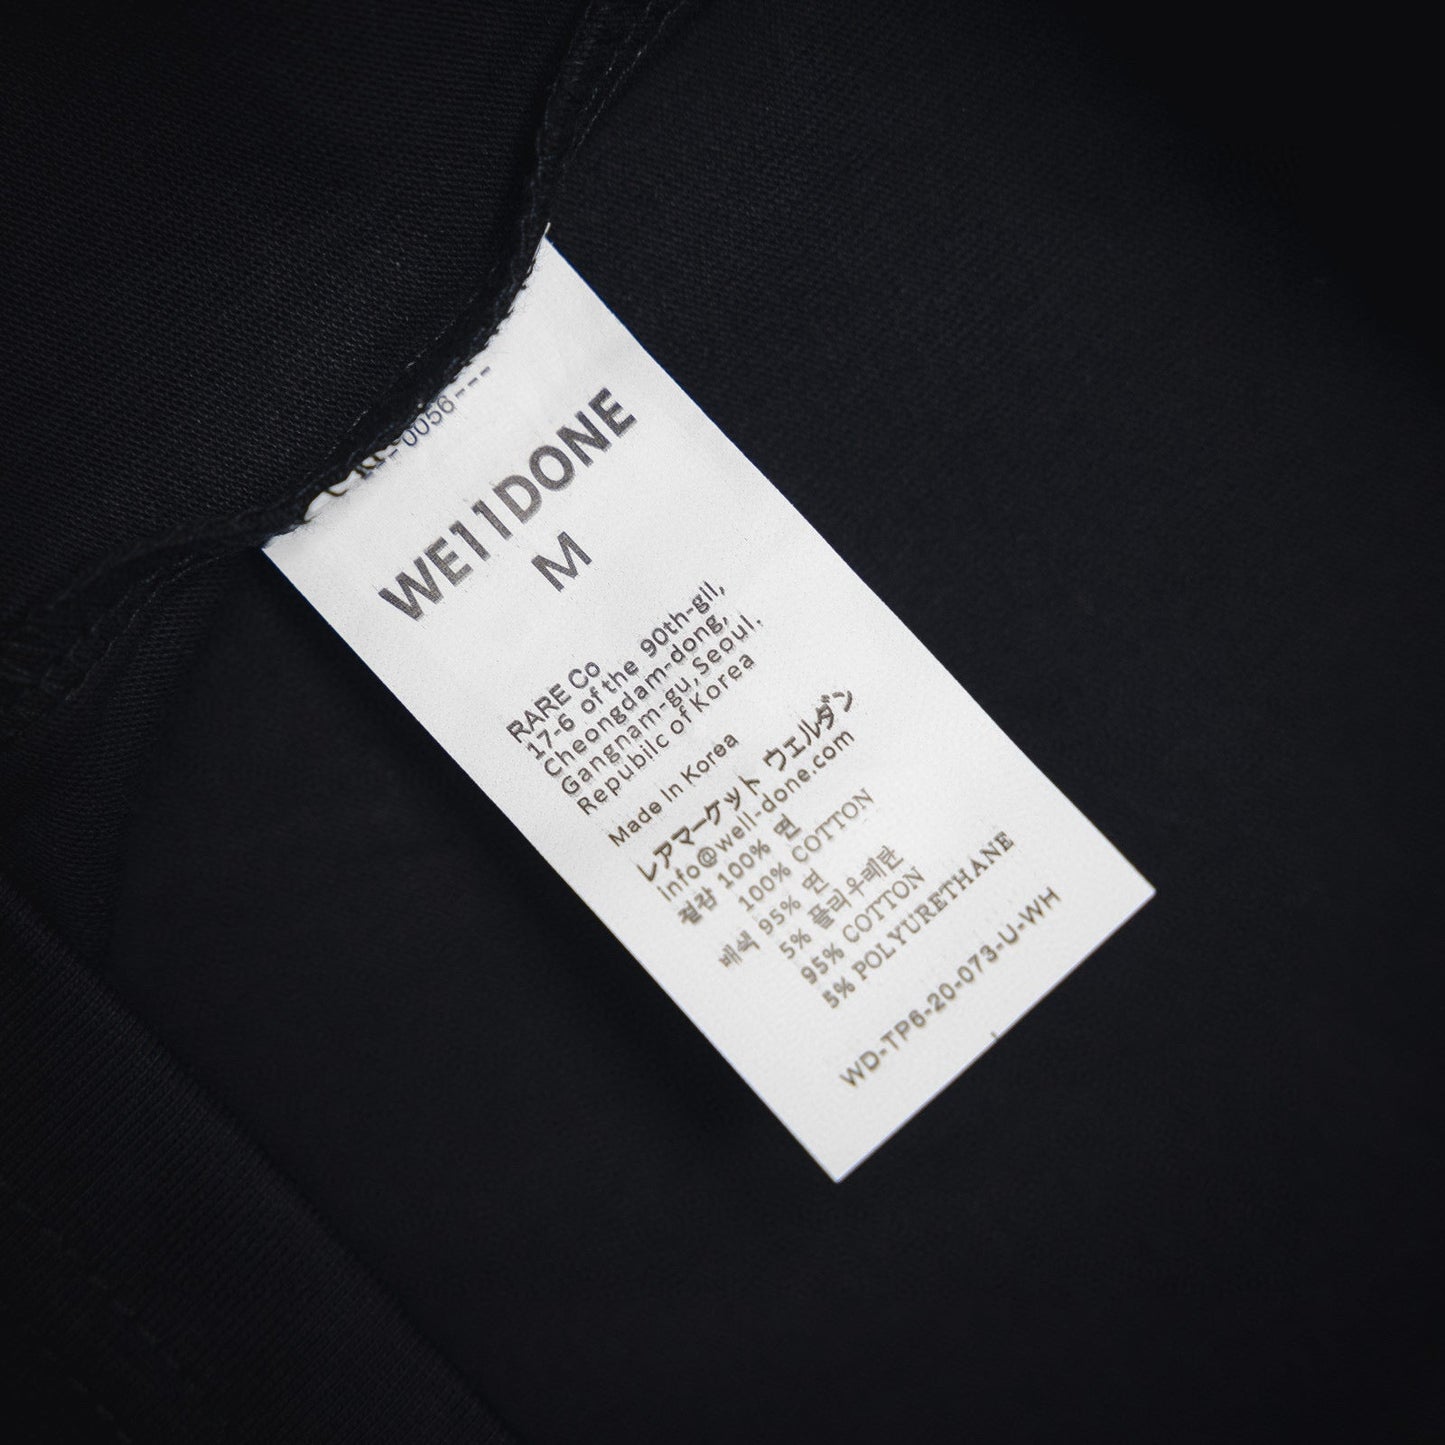 -0056---
WE11DONE
M
RARE Co
17-6 of the 90th-gil,
Cheongdam-dong,
Gangnam-gu, Seoul.
Repubilc of Korea
Made In Korea
レアマーケット ウェルダン
info@well-done.com
겉감 100% 면
100% COTTON
배색 95% 면
5% 플리우레탄
95% COTTON
5% POLYURETHANE
WD-TP6-20-073-U-WH